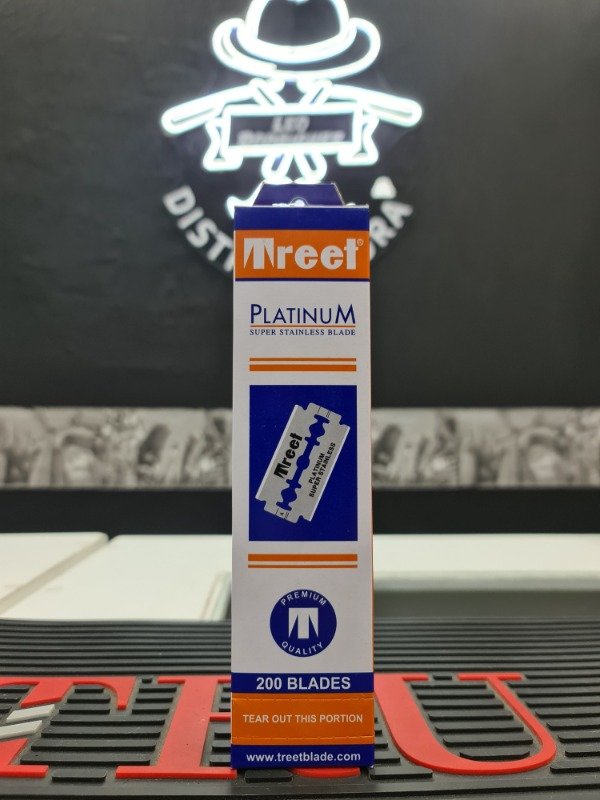 Treet®
PLATINUM
SUPER STAINLESS BLADE
Treet
PLATINUM
SUPER STAINLESS
PREMIUM
QUALITY
200 BLADES
TEAR OUT THIS PORTION
www.treetblade.com